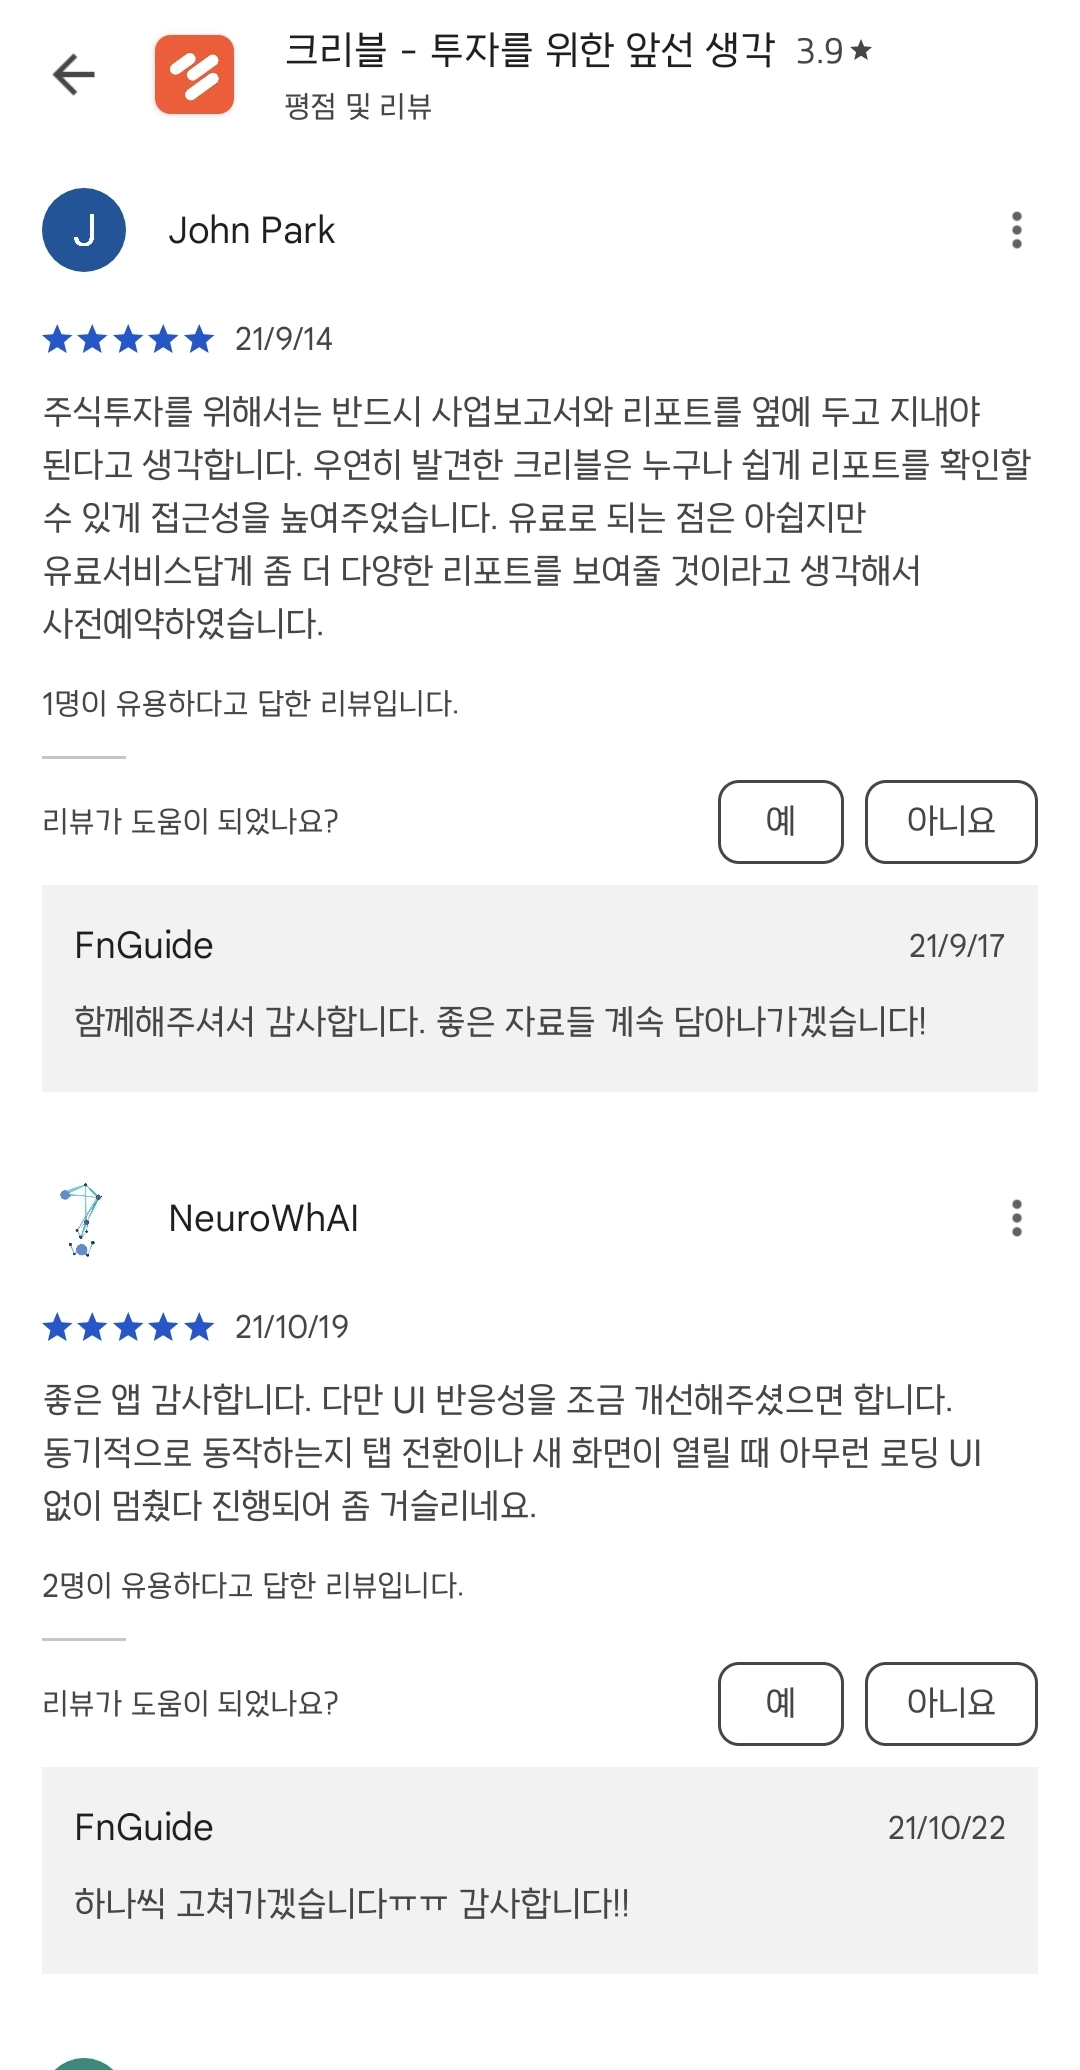 크리블 - 투자를 위한 앞선 생각 3.9★
평점 및 리뷰
J
John Park
21/9/14
주식투자를 위해서는 반드시 사업보고서와 리포트를 옆에 두고 지내야
된다고 생각합니다. 우연히 발견한 크리블은 누구나 쉽게 리포트를 확인할
수 있게 접근성을 높여주었습니다. 유료로 되는 점은 아쉽지만
유료서비스답게 좀 더 다양한 리포트를 보여줄 것이라고 생각해서
사전예약하였습니다.
1명이 유용하다고 답한 리뷰입니다.
리뷰가 도움이 되었나요?
예
아니요
FnGuide
21/9/17
함께해주셔서 감사합니다. 좋은 자료들 계속 담아나가겠습니다!
NeuroWhAI
21/10/19
좋은 앱 감사합니다. 다만 UI 반응성을 조금 개선해주셨으면 합니다.
동기적으로 동작하는지 탭 전환이나 새 화면이 열릴 때 아무런 로딩 UI
없이 멈췄다 진행되어 좀 거슬리네요.
2명이 유용하다고 답한 리뷰입니다.
리뷰가 도움이 되었나요?
예
아니요
FnGuide
21/10/22
하나씩 고쳐가겠습니다ㅠㅠ 감사합니다!!